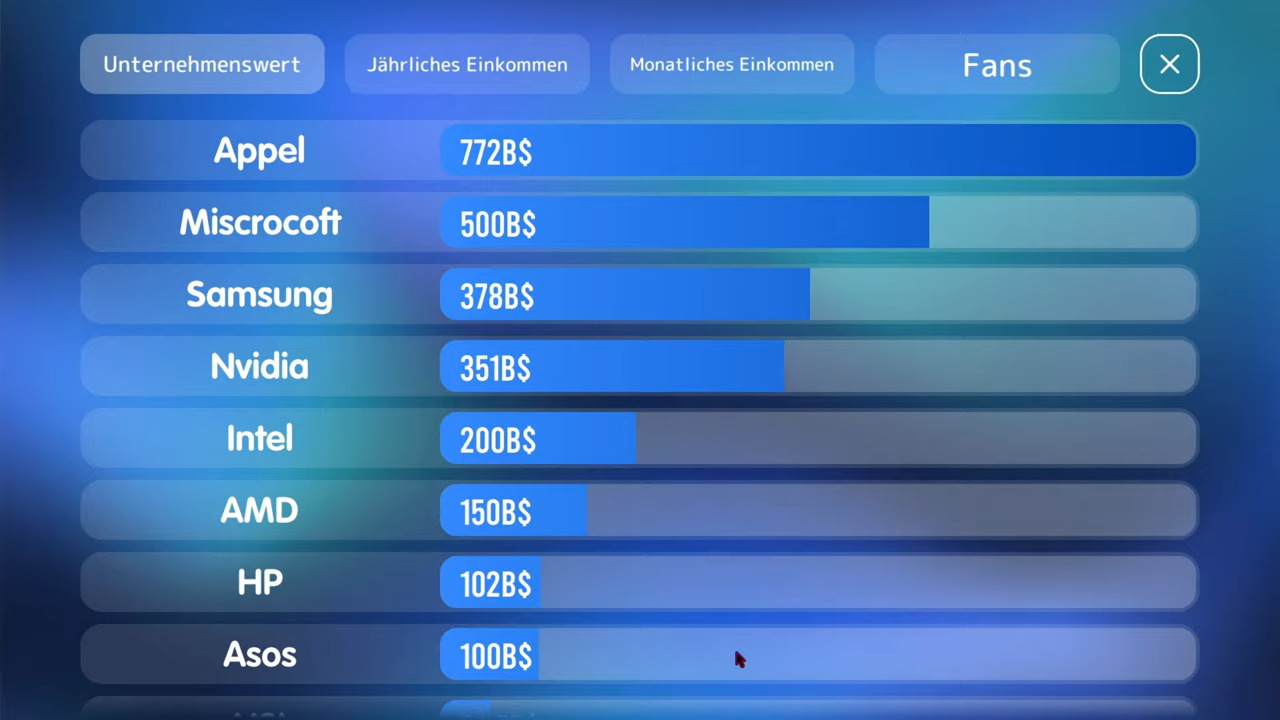 Unternehmenswert Jährliches Einkommen Monatliches Einkommen Fans
Appel 772B$
Miscrocoft 500B$
Samsung 378B$
Nvidia 351B$
Intel 200B$
AMD 150B$
HP 102B$
Asos 100B$